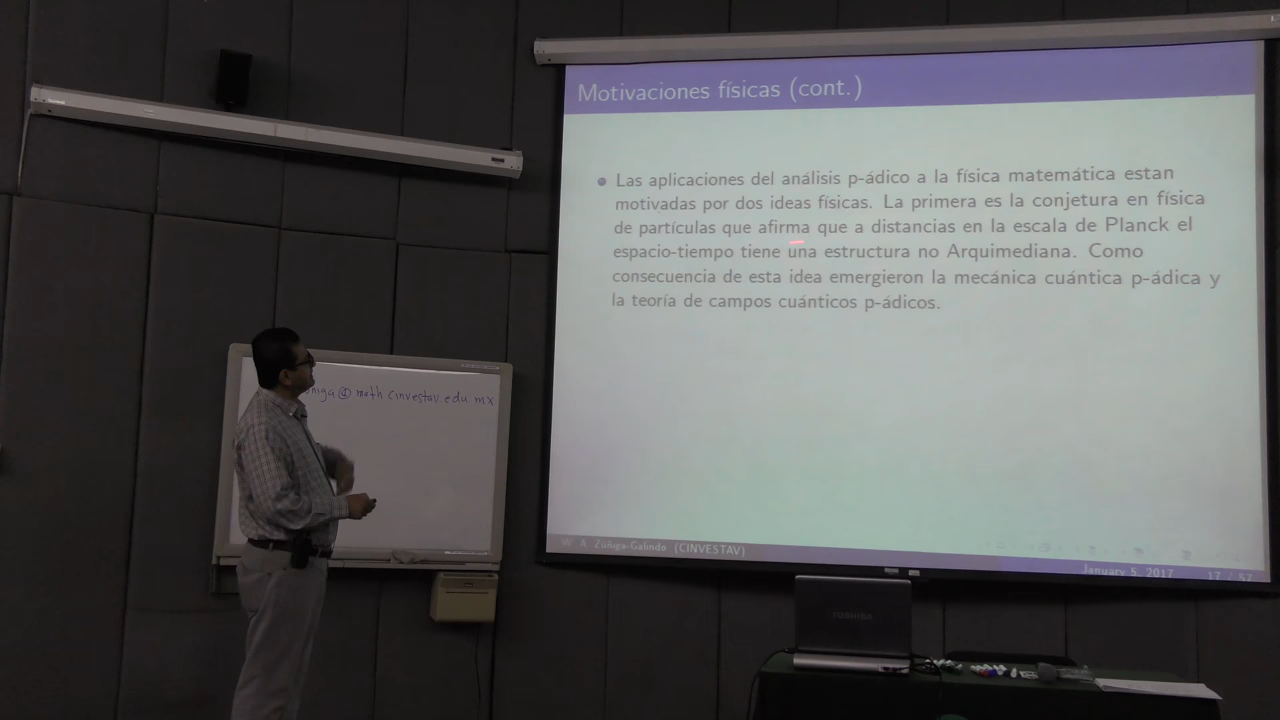 Motivaciones físicas (cont.)
Las aplicaciones del análisis p-ádico a la física matemática estan
motivadas por dos ideas físicas. La primera es la conjetura en física
de partículas que afirma que a distancias en la escala de Planck el
espacio-tiempo tiene una estructura no Arquimediana. Como
consecuencia de esta idea emergieron la mecánica cuántica p-ádica y
la teoría de campos cuánticos p-ádicos.
W. A. Zúñiga-Galindo (CINVESTAV)
January 5, 2017 17 / 57
niga@math.cinvestav.edu mx
TOSHIBA